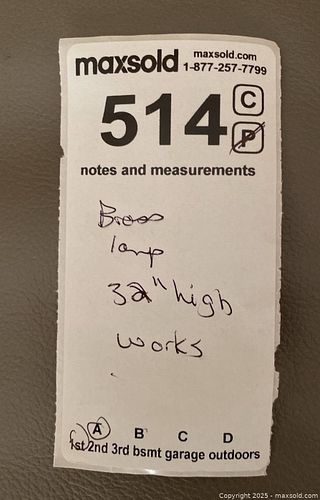 maxsold maxsold.com
1-877-257-7799
514 C
P
notes and measurements
Brass
lamp
32" high
works
A B C D
1st 2nd 3rd bsmt garage outdoors
Copyright 2025 - maxsold.com